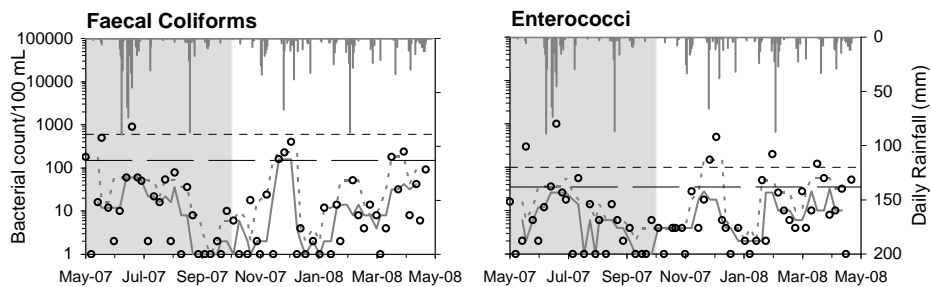 Faecal Coliforms
Enterococci
Bacterial count/100 mL
100000
10000
1000
100
10
1
May-07 Jul-07 Sep-07 Nov-07 Jan-08 Mar-08 May-08
May-07 Jul-07 Sep-07 Nov-07 Jan-08 Mar-08 May-08
0
50
100
150
200
Daily Rainfall (mm)